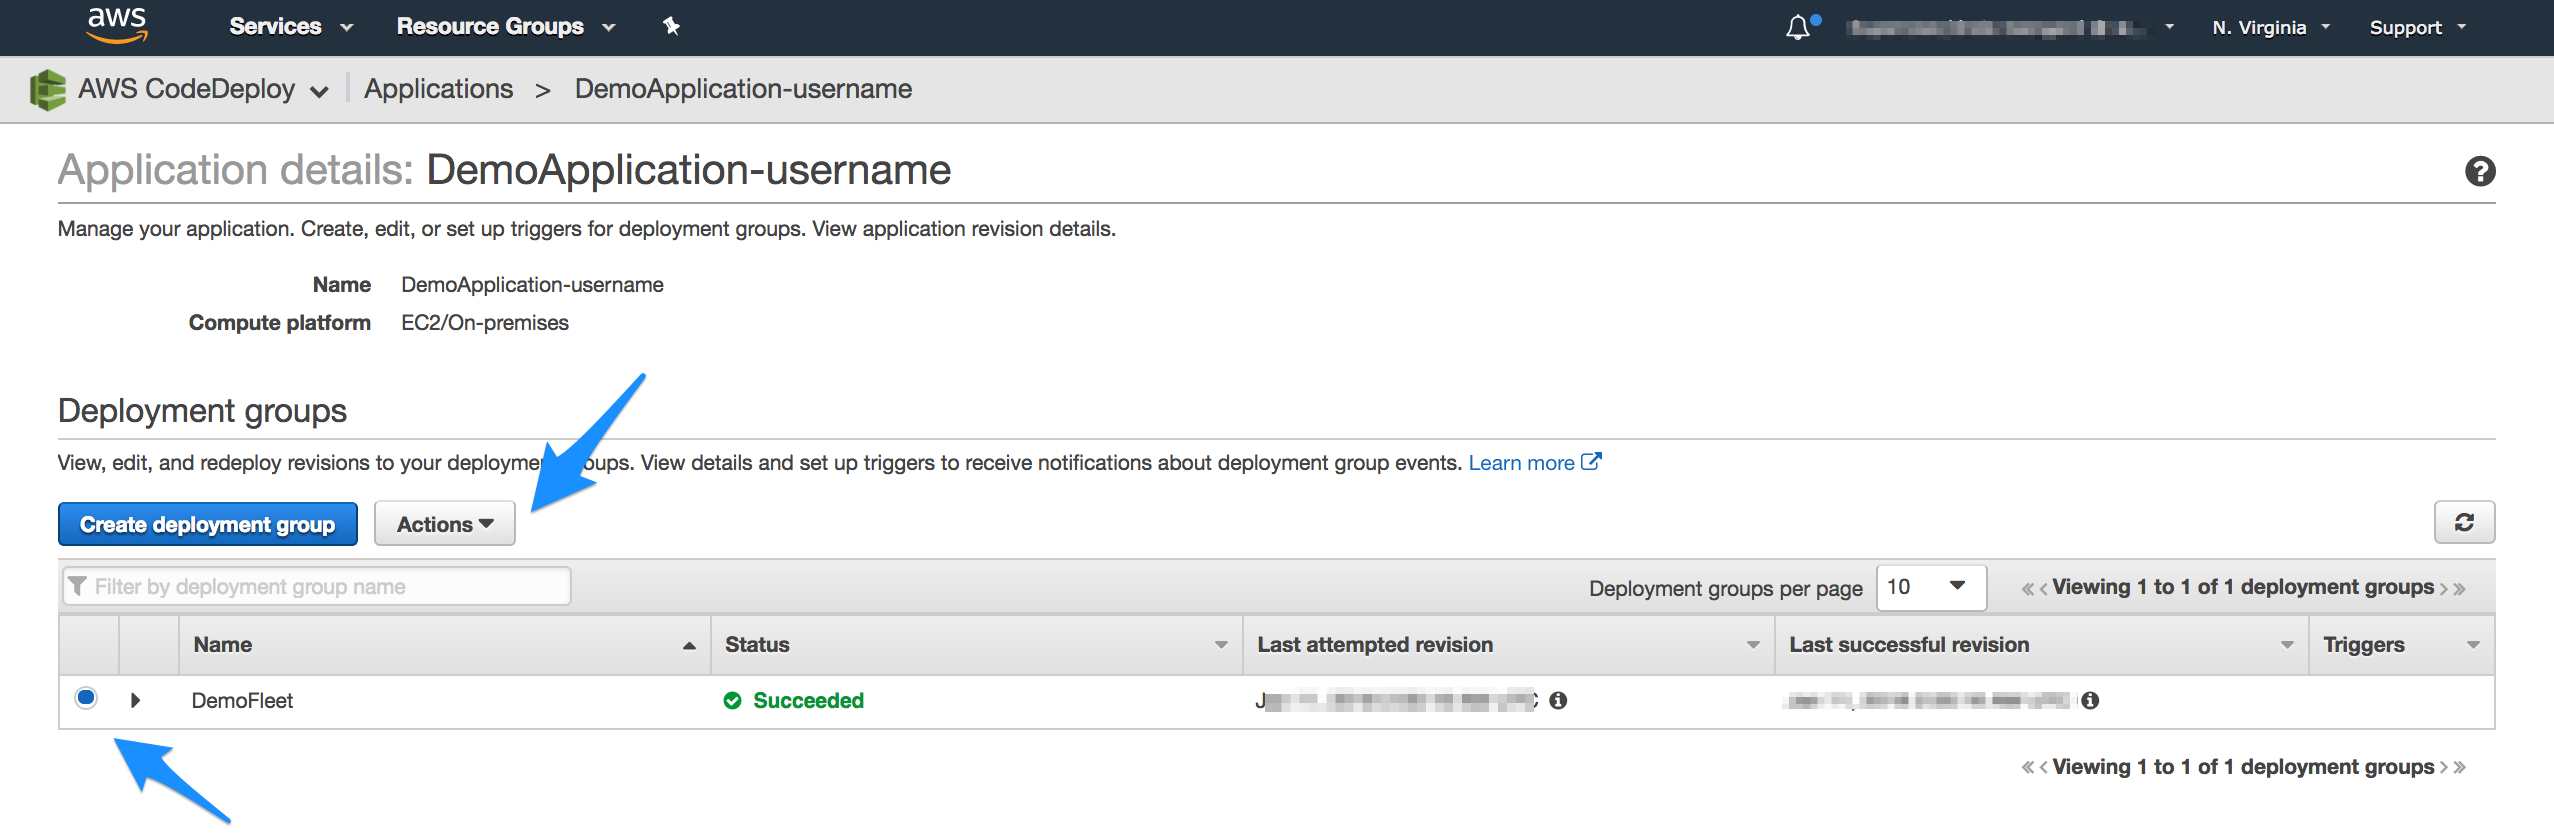 aws Services Resource Groups N. Virginia Support
AWS CodeDeploy Applications > DemoApplication-username
Application details: DemoApplication-username
Manage your application. Create, edit, or set up triggers for deployment groups. View application revision details.
Name DemoApplication-username
Compute platform EC2/On-premises
Deployment groups
View, edit, and redeploy revisions to your deployme oups. View details and set up triggers to receive notifications about deployment group events. Learn more
Create deployment group Actions
Filter by deployment group name Deployment groups per page 10 « < Viewing 1 to 1 of 1 deployment groups > »
Name Status Last attempted revision Last successful revision Triggers
DemoFleet Succeeded
« < Viewing 1 to 1 of 1 deployment groups > »